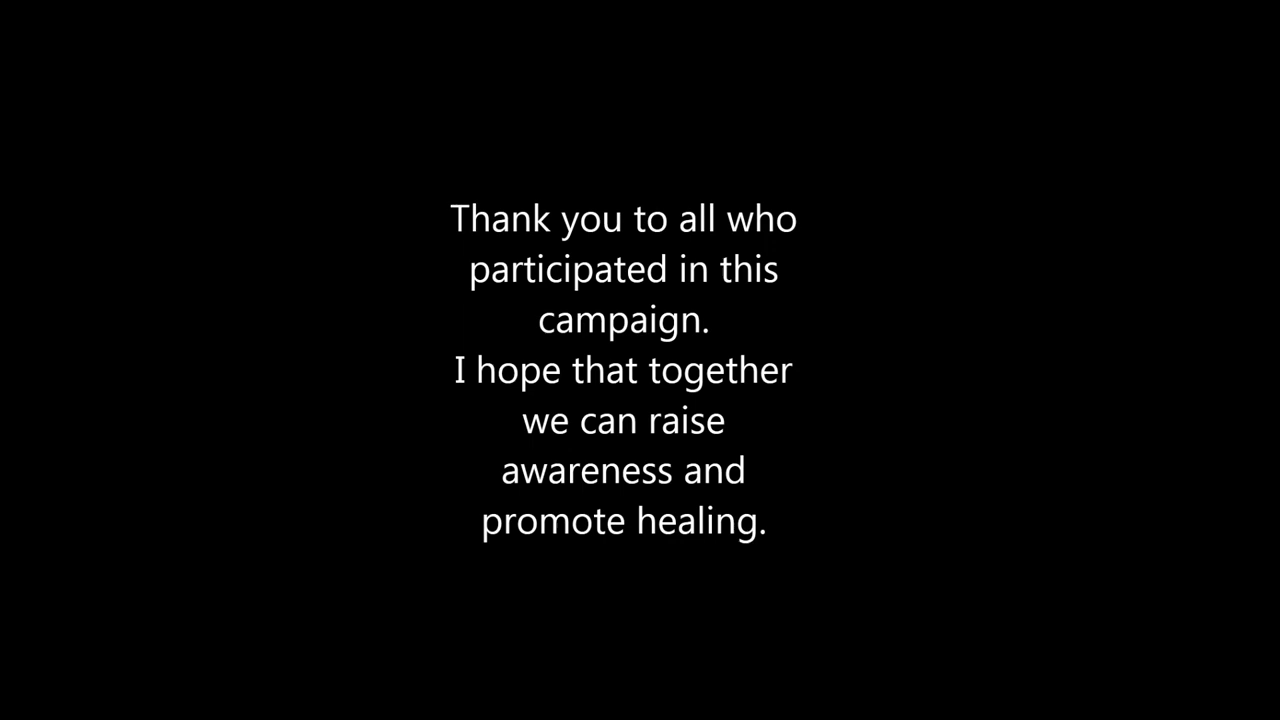 Thank you to all who
participated in this
campaign.
I hope that together
we can raise
awareness and
promote healing.